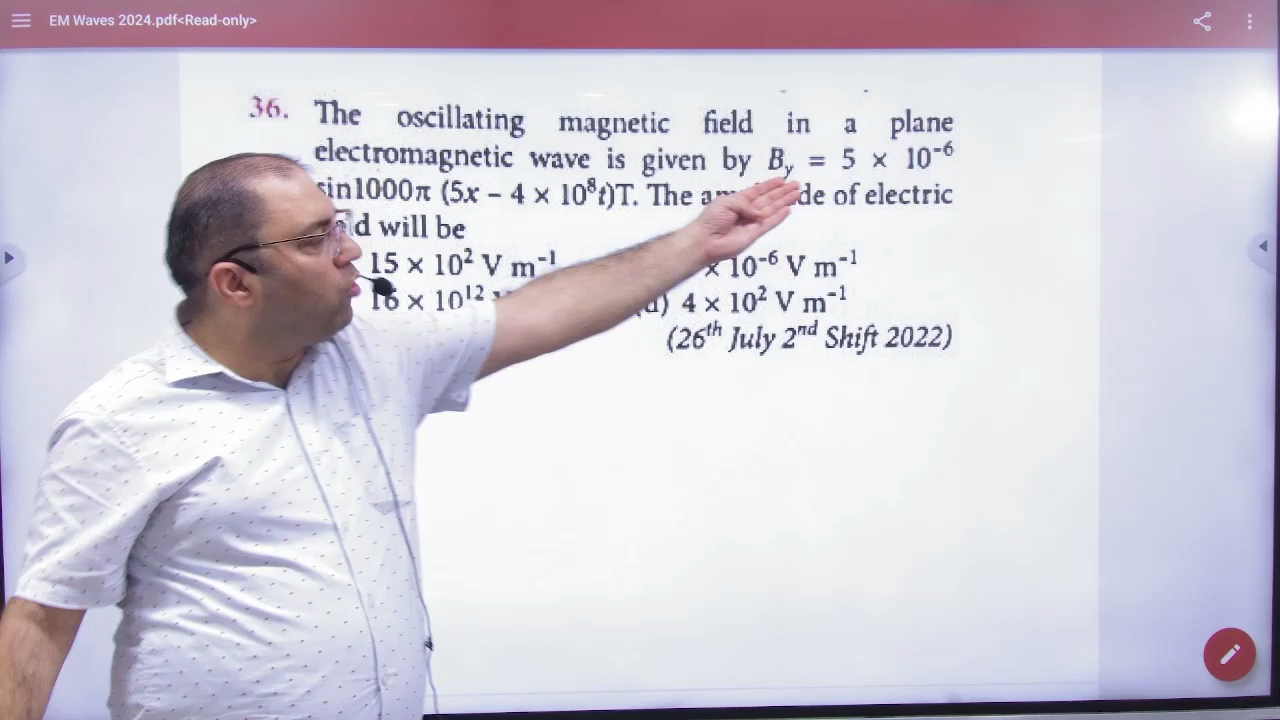 EM Waves 2024.pdf<Read-only>
36. The oscillating magnetic field in a plane
electromagnetic wave is given by B_y = 5 × 10⁻⁶
sin1000π (5x − 4 × 10⁸t)T. The de of electric
will be
15 × 10² V m⁻¹
× 10⁻⁶ V m⁻¹
16 × 10¹²
4 × 10² V m⁻¹
(26ᵗʰ July 2ⁿᵈ Shift 2022)